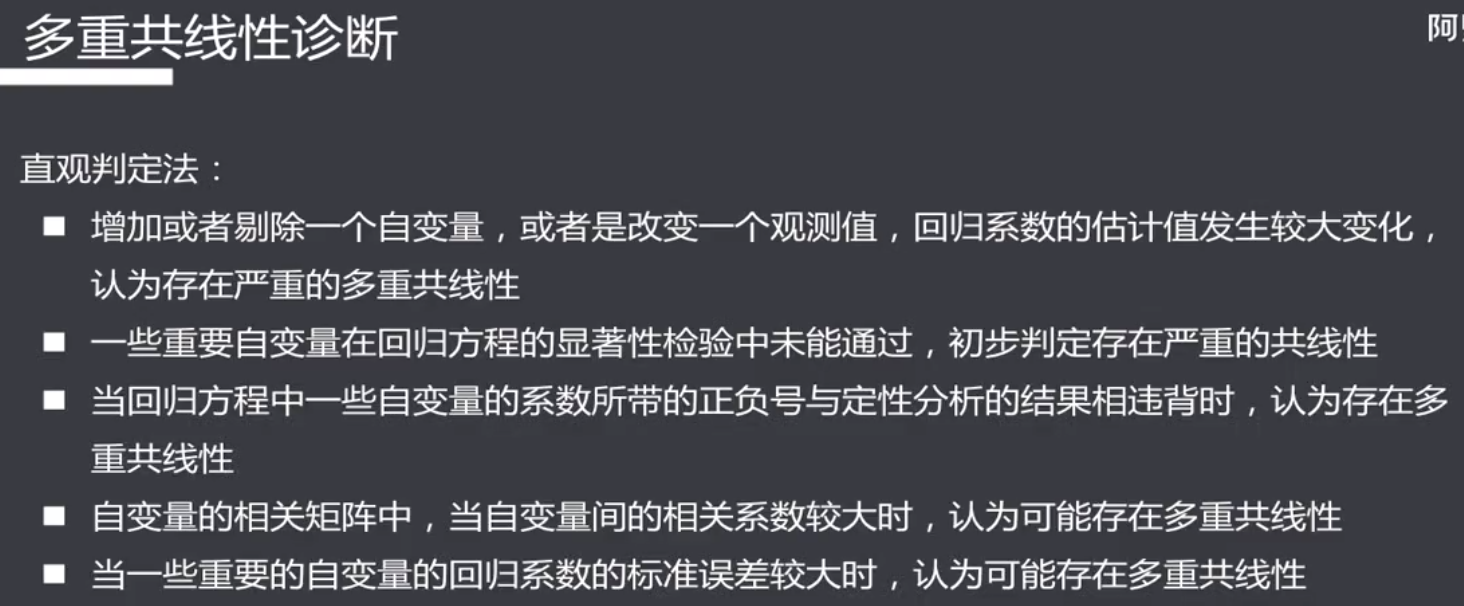 多重共线性诊断
阿
直观判定法：
■ 增加或者剔除一个自变量，或者是改变一个观测值，回归系数的估计值发生较大变化，
认为存在严重的多重共线性
■ 一些重要自变量在回归方程的显著性检验中未能通过，初步判定存在严重的共线性
■ 当回归方程中一些自变量的系数所带的正负号与定性分析的结果相违背时，认为存在多
重共线性
■ 自变量的相关矩阵中，当自变量间的相关系数较大时，认为可能存在多重共线性
■ 当一些重要的自变量的回归系数的标准误差较大时，认为可能存在多重共线性